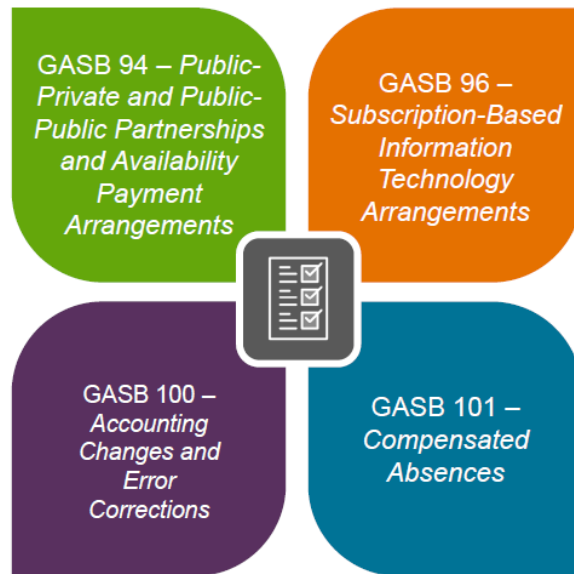 GASB 94 – Public-
Private and Public-
Public Partnerships
and Availability
Payment
Arrangements
GASB 96 –
Subscription-Based
Information
Technology
Arrangements
GASB 100 –
Accounting
Changes and
Error
Corrections
GASB 101 –
Compensated
Absences